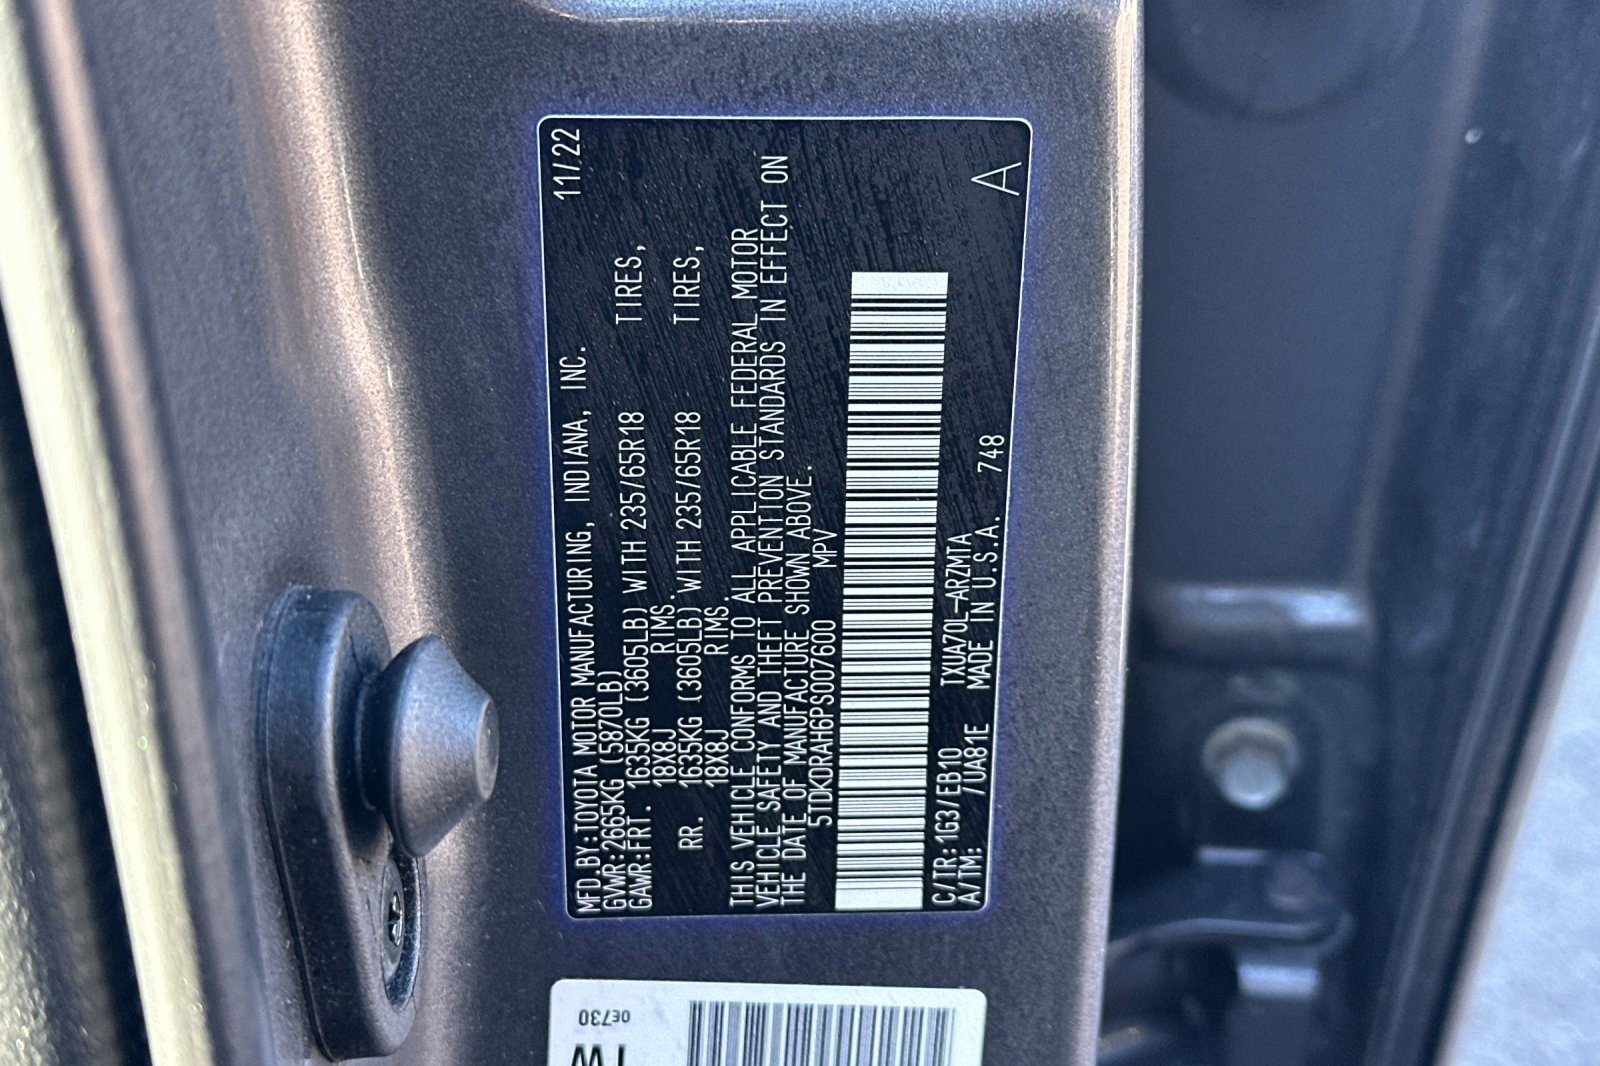 MFD.BY:TOYOTA MOTOR MANUFACTURING, INDIANA, INC. 11/22
GVWR:2665KG (5870LB)
GAWR:FRT. 1635KG (3605LB) WITH 235/65R18 TIRES,
18X8J RIMS.
RR. 1635KG (3605LB) WITH 235/65R18 TIRES,
18X8J RIMS.
THIS VEHICLE CONFORMS TO ALL APPLICABLE FEDERAL MOTOR
VEHICLE SAFETY AND THEFT PREVENTION STANDARDS IN EFFECT ON
THE DATE OF MANUFACTURE SHOWN ABOVE.
5TDKDRAH6PS007600 MPV
C/TR:1G3/EB10 TXUA70L-ARZMTA
A/TM: /UA81E MADE IN U.S.A. 748
A
0E730
TW